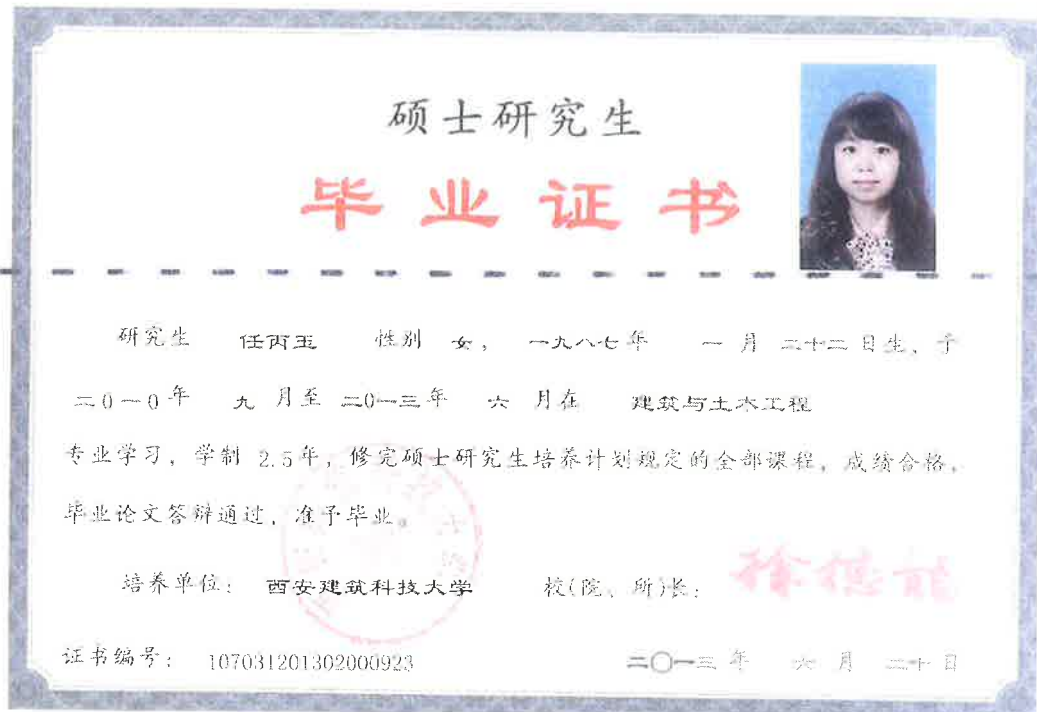 硕士研究生
毕业证书
研究生 任丙玉 性别 女， 一九八七年 一 月 二十二 日生，于
二0一0年 九 月至 二0一三年 六 月在 建筑与土木工程
专业学习，学制 2.5年，修完硕士研究生培养计划规定的全部课程，成绩合格，
毕业论文答辩通过，准予毕业。
培养单位： 西安建筑科技大学 校(院、所)长： 徐德龙
证书编号： 107031201302000923 二〇一三 年 六 月 二十 日